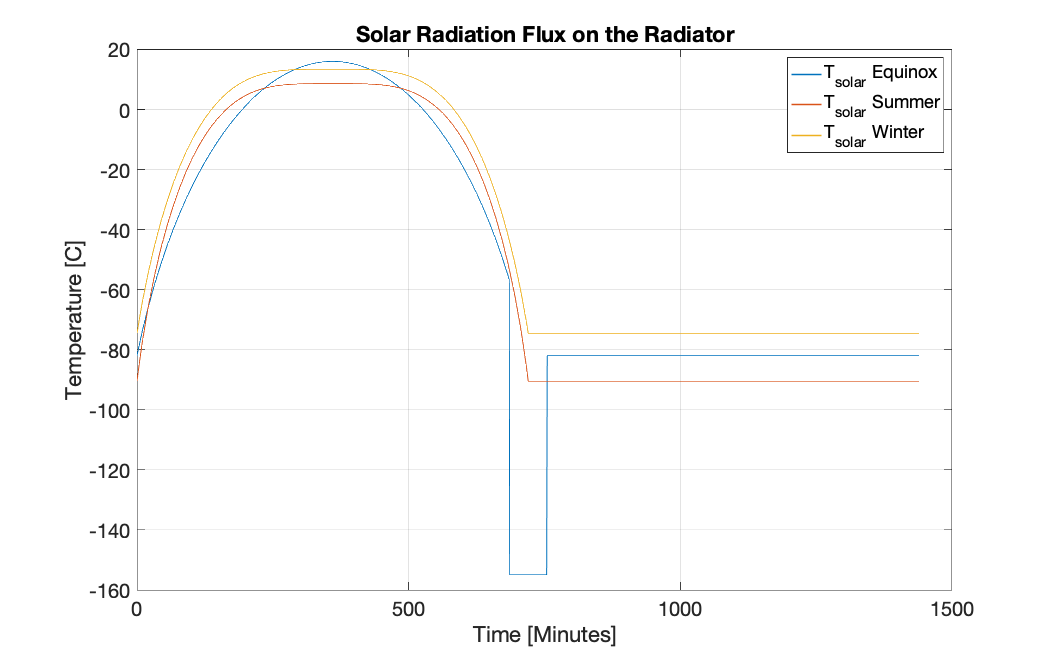 Solar Radiation Flux on the Radiator
T_solar Equinox
T_solar Summer
T_solar Winter
20
0
-20
-40
-60
-80
-100
-120
-140
-160
Temperature [C]
0 500 1000 1500
Time [Minutes]